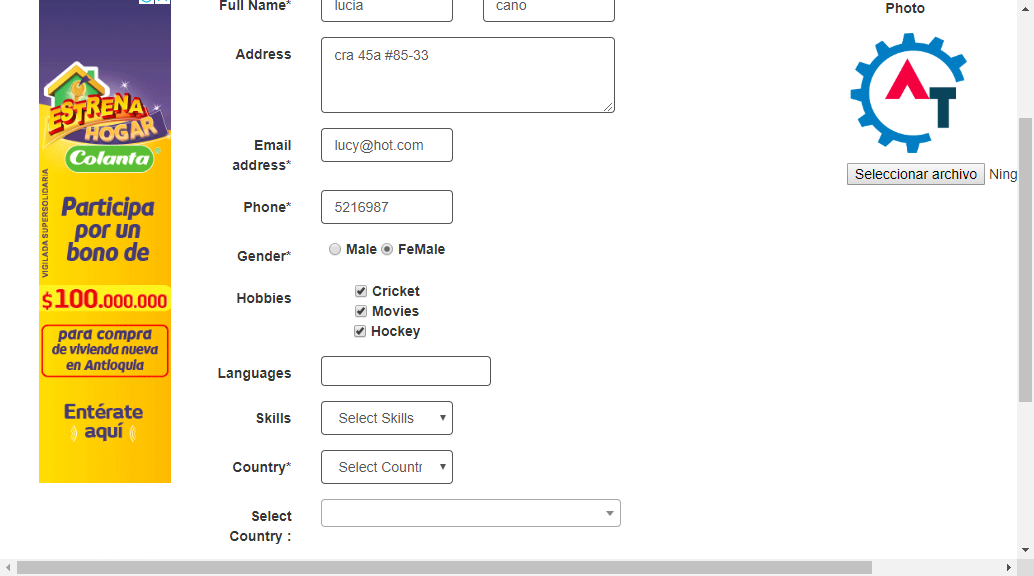 Full Name*
lucia
cano
Address
cra 45a #85-33
Email
address*
lucy@hot.com
Phone*
5216987
Gender*
Male
FeMale
Hobbies
Cricket
Movies
Hockey
Languages
Skills
Select Skills
Country*
Select Countr
Select
Country :
Photo
AT
Seleccionar archivo
Ning
ESTRENA
HOGAR
Colanta
VIGILADA SUPERSOLIDARIA
Participa
por un
bono de
$100.000.000
para compra
de vivienda nueva
en Antioquia
Entérate
aquí